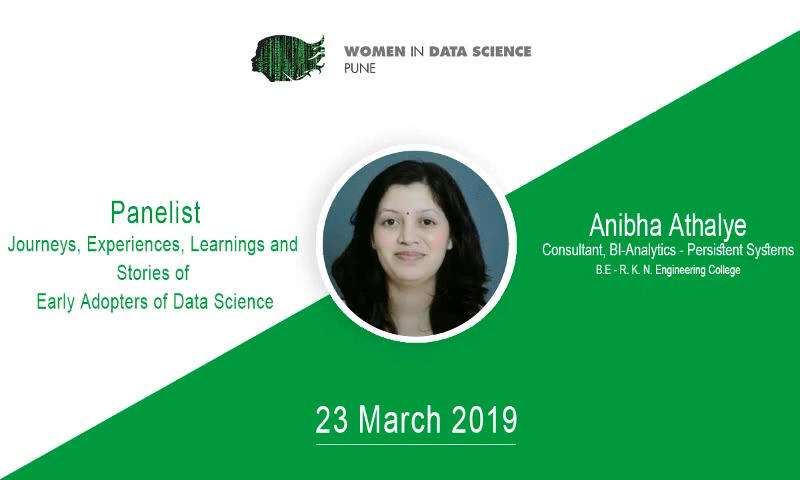 WOMEN IN DATA SCIENCE
PUNE
Panelist
Journeys, Experiences, Learnings and
Stories of
Early Adopters of Data Science
Anibha Athalye
Consultant, BI-Analytics - Persistent Systems
B.E - R. K. N. Engineering College
23 March 2019